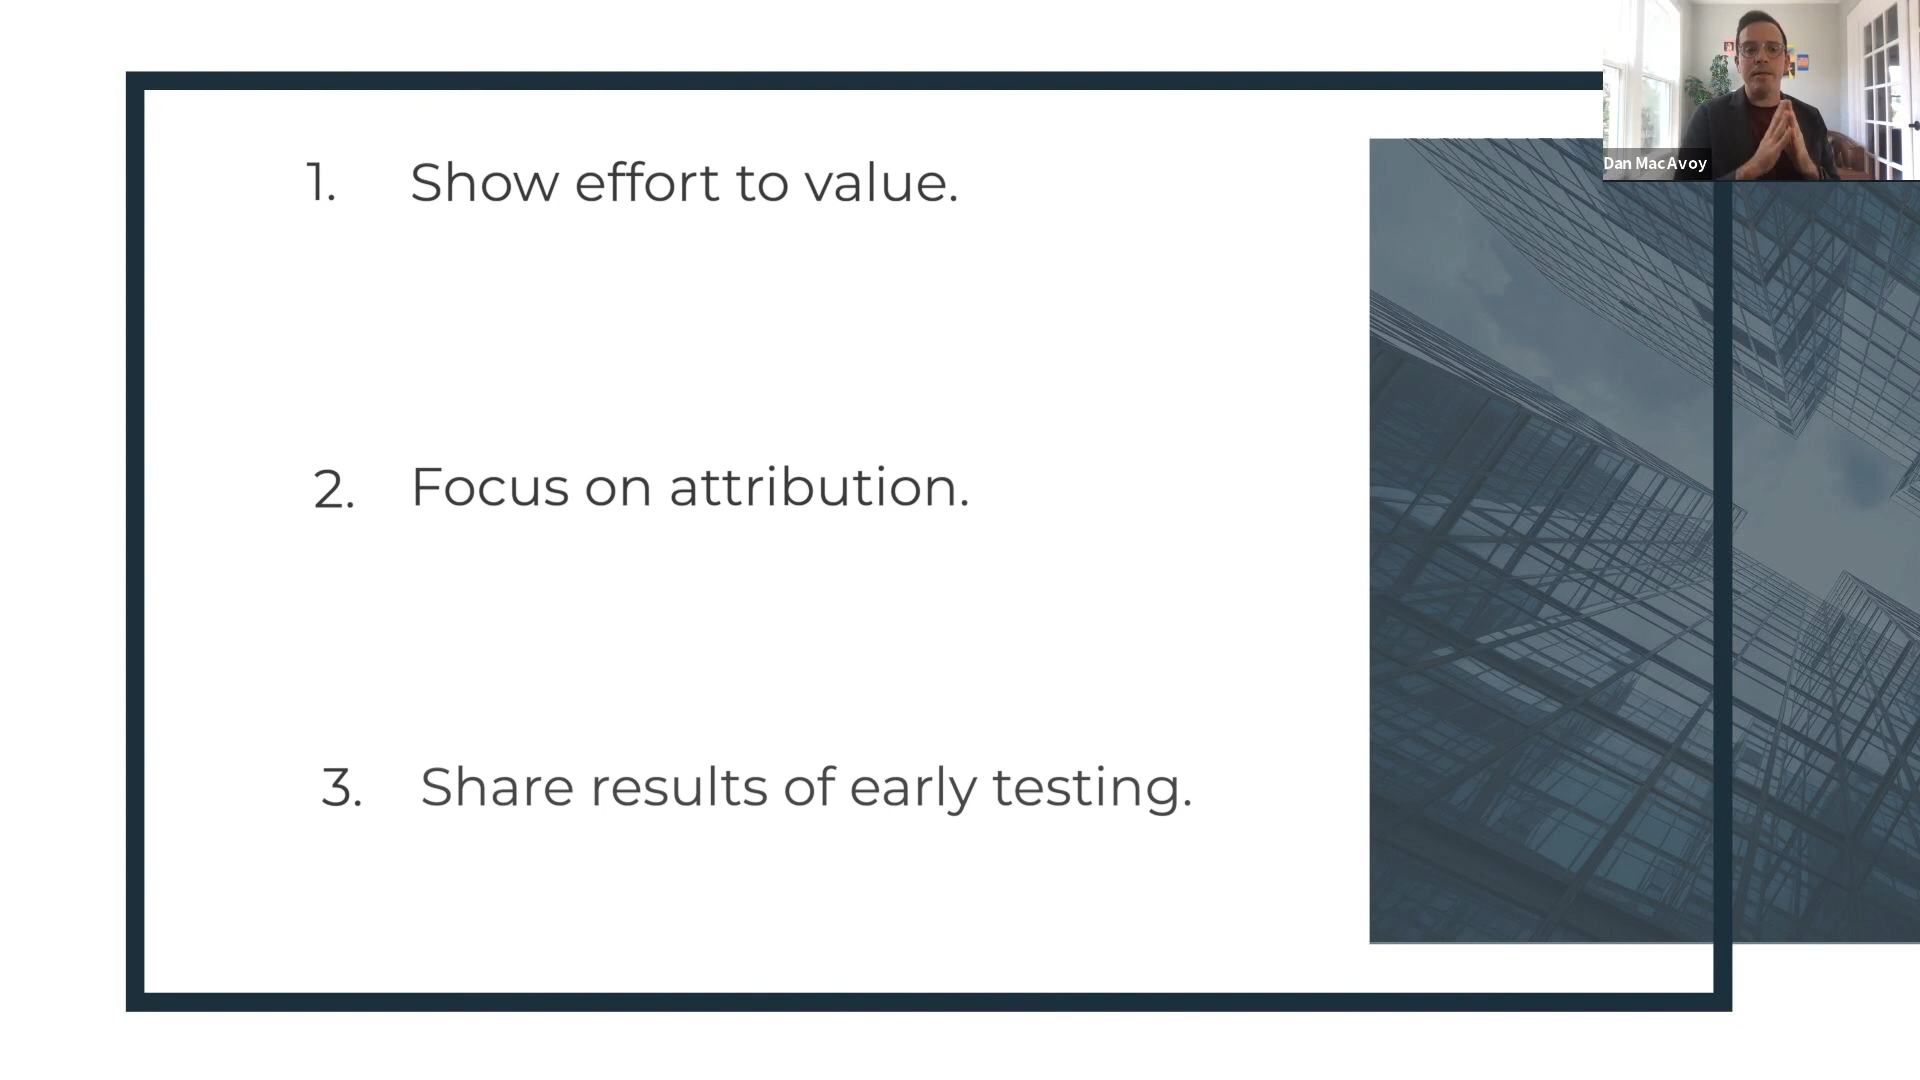 1. Show effort to value.
2. Focus on attribution.
3. Share results of early testing.
Dan MacAvoy